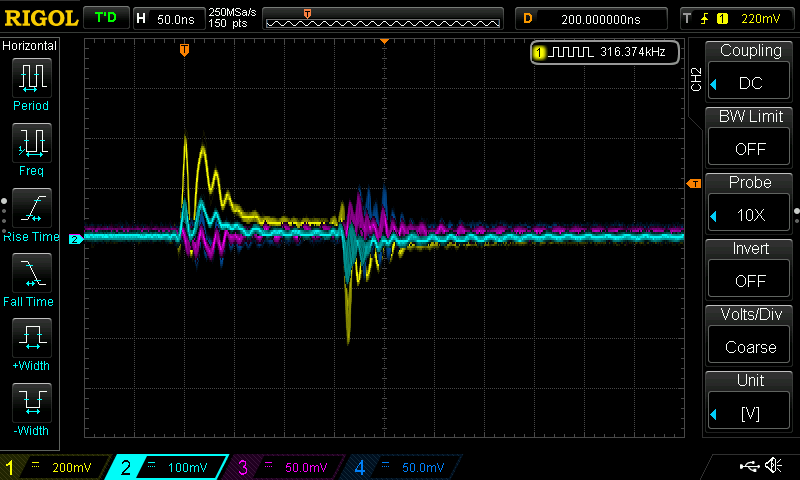 RIGOL T'D H 50.0ns 250MSa/s 150 pts T D 200.000000ns T 1 220mV
Horizontal
1 316.374kHz
Period
Freq
Rise Time
Fall Time
+Width
-Width
T
2
T
CH2
Coupling
DC
BW Limit
OFF
Probe
10X
Invert
OFF
Volts/Div
Coarse
Unit
[V]
1 200mV 2 100mV 3 50.0mV 4 50.0mV